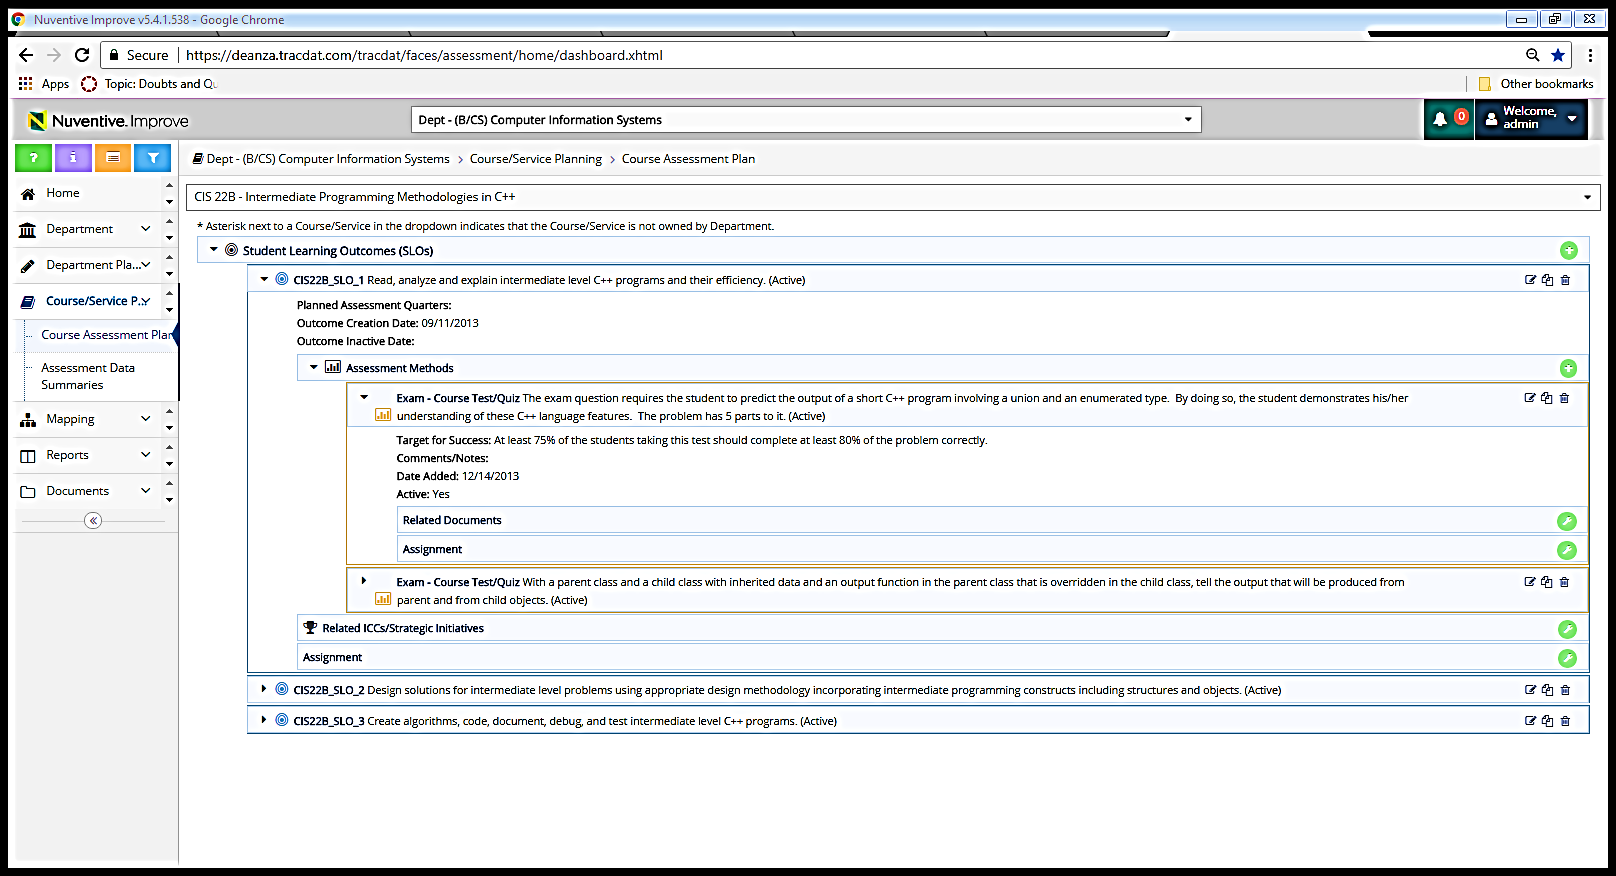 Nuventive Improve v5.4.1.538 - Google Chrome
Secure https://deanza.tracdat.com/tracdat/faces/assessment/home/dashboard.xhtml
Apps Topic: Doubts and Qu Other bookmarks
Nuventive.Improve Dept - (B/CS) Computer Information Systems 0 Welcome, admin
? i
Dept - (B/CS) Computer Information Systems > Course/Service Planning > Course Assessment Plan
Home
Department
Department Pla...
Course/Service P.
Course Assessment Plan
Assessment Data
Summaries
Mapping
Reports
Documents
CIS 22B - Intermediate Programming Methodologies in C++
* Asterisk next to a Course/Service in the dropdown indicates that the Course/Service is not owned by Department.
Student Learning Outcomes (SLOs)
CIS22B_SLO_1 Read, analyze and explain intermediate level C++ programs and their efficiency. (Active)
Planned Assessment Quarters:
Outcome Creation Date: 09/11/2013
Outcome Inactive Date:
Assessment Methods
Exam - Course Test/Quiz The exam question requires the student to predict the output of a short C++ program involving a union and an enumerated type. By doing so, the student demonstrates his/her
understanding of these C++ language features. The problem has 5 parts to it. (Active)
Target for Success: At least 75% of the students taking this test should complete at least 80% of the problem correctly.
Comments/Notes:
Date Added: 12/14/2013
Active: Yes
Related Documents
Assignment
Exam - Course Test/Quiz With a parent class and a child class with inherited data and an output function in the parent class that is overridden in the child class, tell the output that will be produced from
parent and from child objects. (Active)
Related ICCs/Strategic Initiatives
Assignment
CIS22B_SLO_2 Design solutions for intermediate level problems using appropriate design methodology incorporating intermediate programming constructs including structures and objects. (Active)
CIS22B_SLO_3 Create algorithms, code, document, debug, and test intermediate level C++ programs. (Active)